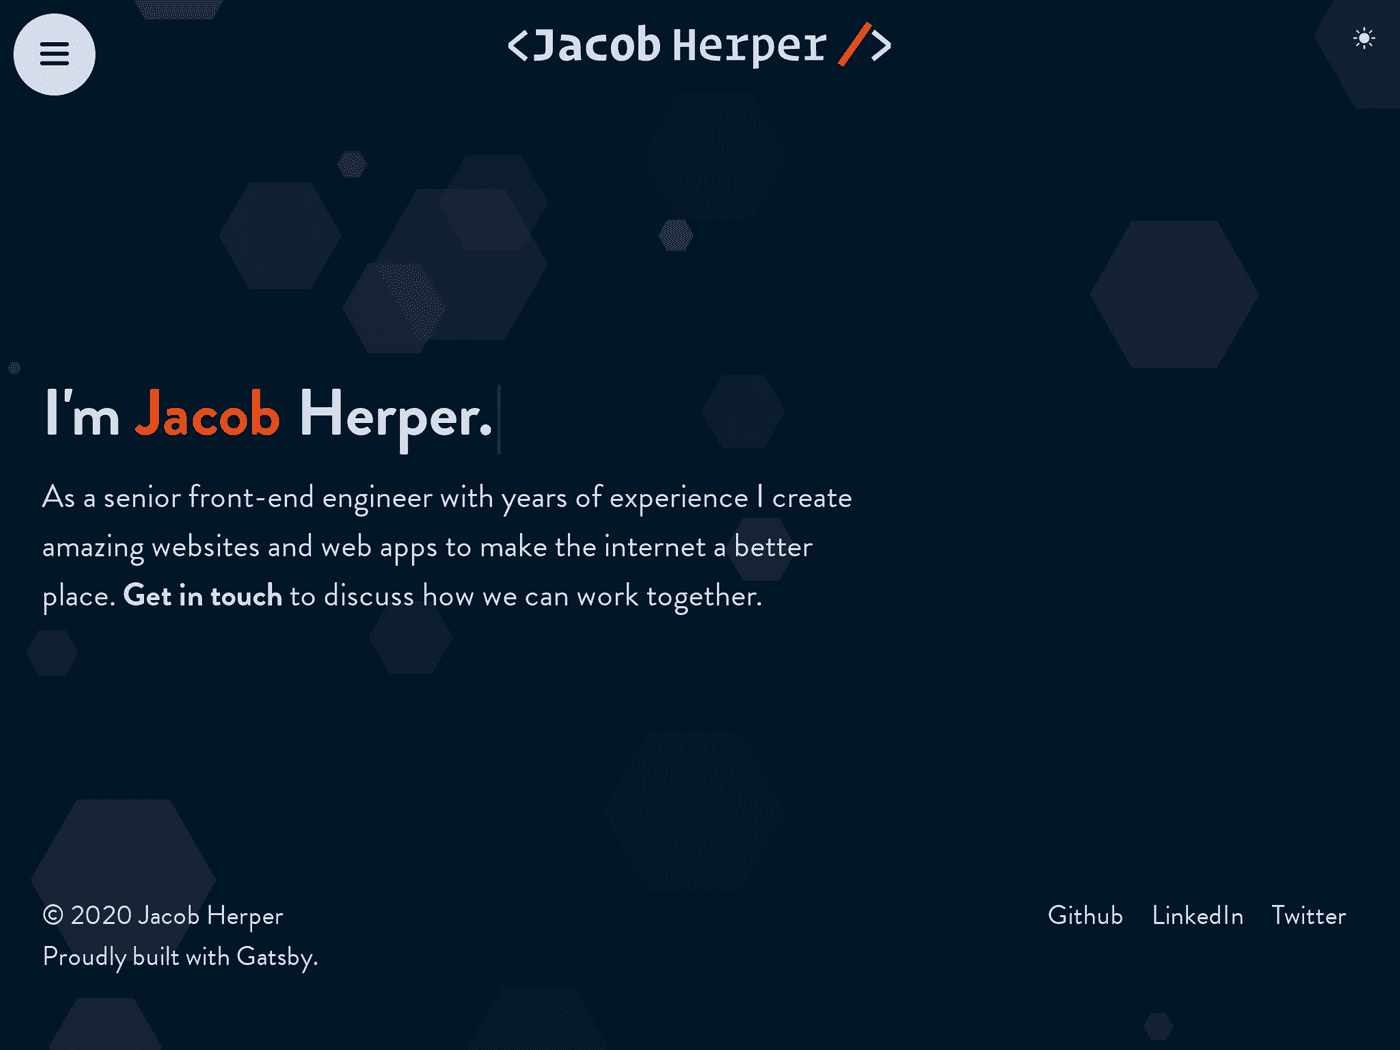 <Jacob Herper />
I'm Jacob Herper.
As a senior front-end engineer with years of experience I create
amazing websites and web apps to make the internet a better
place. Get in touch to discuss how we can work together.
© 2020 Jacob Herper
Proudly built with Gatsby.
Github LinkedIn Twitter